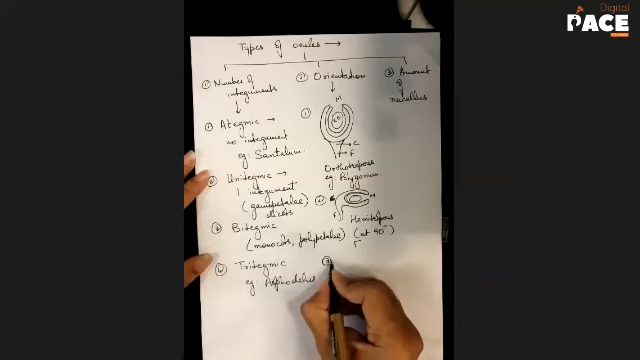 Digital
PACE
Types of ovules →
① Number of integuments
② Orientation
③ Amount of nucellus
① Ategmic →
no integument
eg: Santalum.
② Unitegmic →
1 integument
(gamopetalae)
③ Bitegmic
(monocots, polypetalae)
④ Tritegmic
eg Asphodelus
①
M
C
F
Orthotropous
eg Polygonum.
②
M
F
Hemitropous
(at 90°)
③